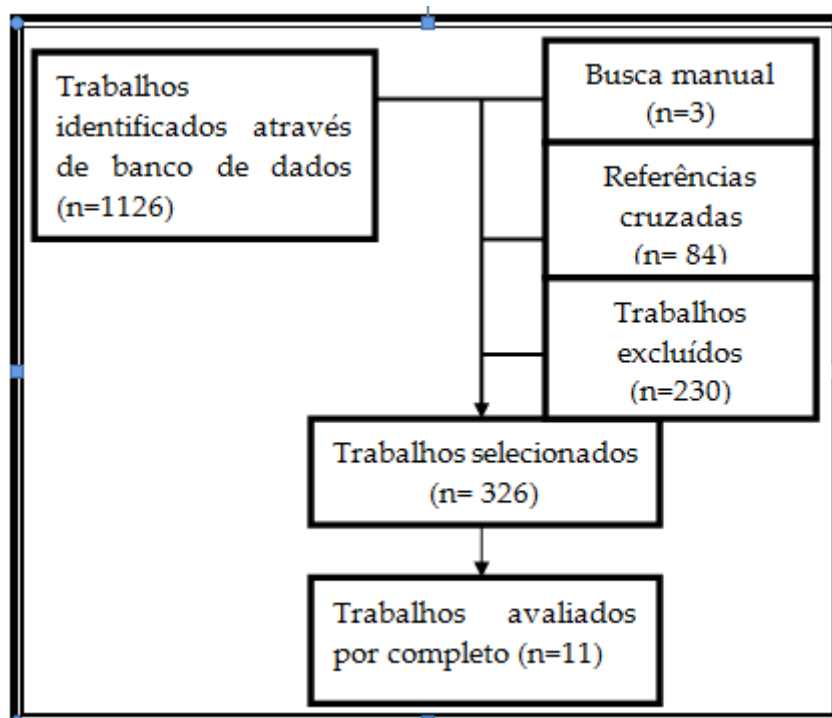 Trabalhos
identificados através
de banco de dados
(n=1126)
Busca manual
(n=3)
Referências
cruzadas
(n= 84)
Trabalhos
excluídos
(n=230)
Trabalhos selecionados
(n= 326)
Trabalhos avaliados
por completo (n=11)